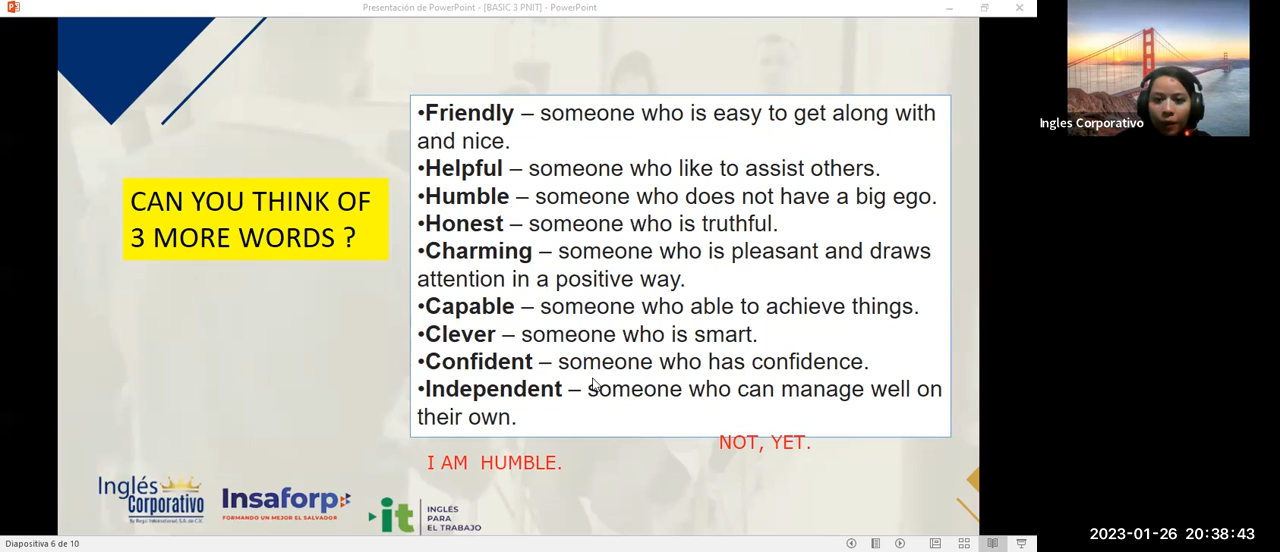 Presentación de PowerPoint - [BASIC 3 PNIT] - PowerPoint
Ingles Corporativo
•Friendly – someone who is easy to get along with
and nice.
•Helpful – someone who like to assist others.
•Humble – someone who does not have a big ego.
•Honest – someone who is truthful.
•Charming – someone who is pleasant and draws
attention in a positive way.
•Capable – someone who able to achieve things.
•Clever – someone who is smart.
•Confident – someone who has confidence.
•Independent – someone who can manage well on
their own.
CAN YOU THINK OF
3 MORE WORDS ?
NOT, YET.
I AM HUMBLE.
Inglés
Corporativo
By Regal International, S.A. de C.V.
Insaforp
FORMANDO UN MEJOR EL SALVADOR
it
INGLÉS
PARA
EL TRABAJO
2023-01-26 20:38:43
Diapositiva 6 de 10